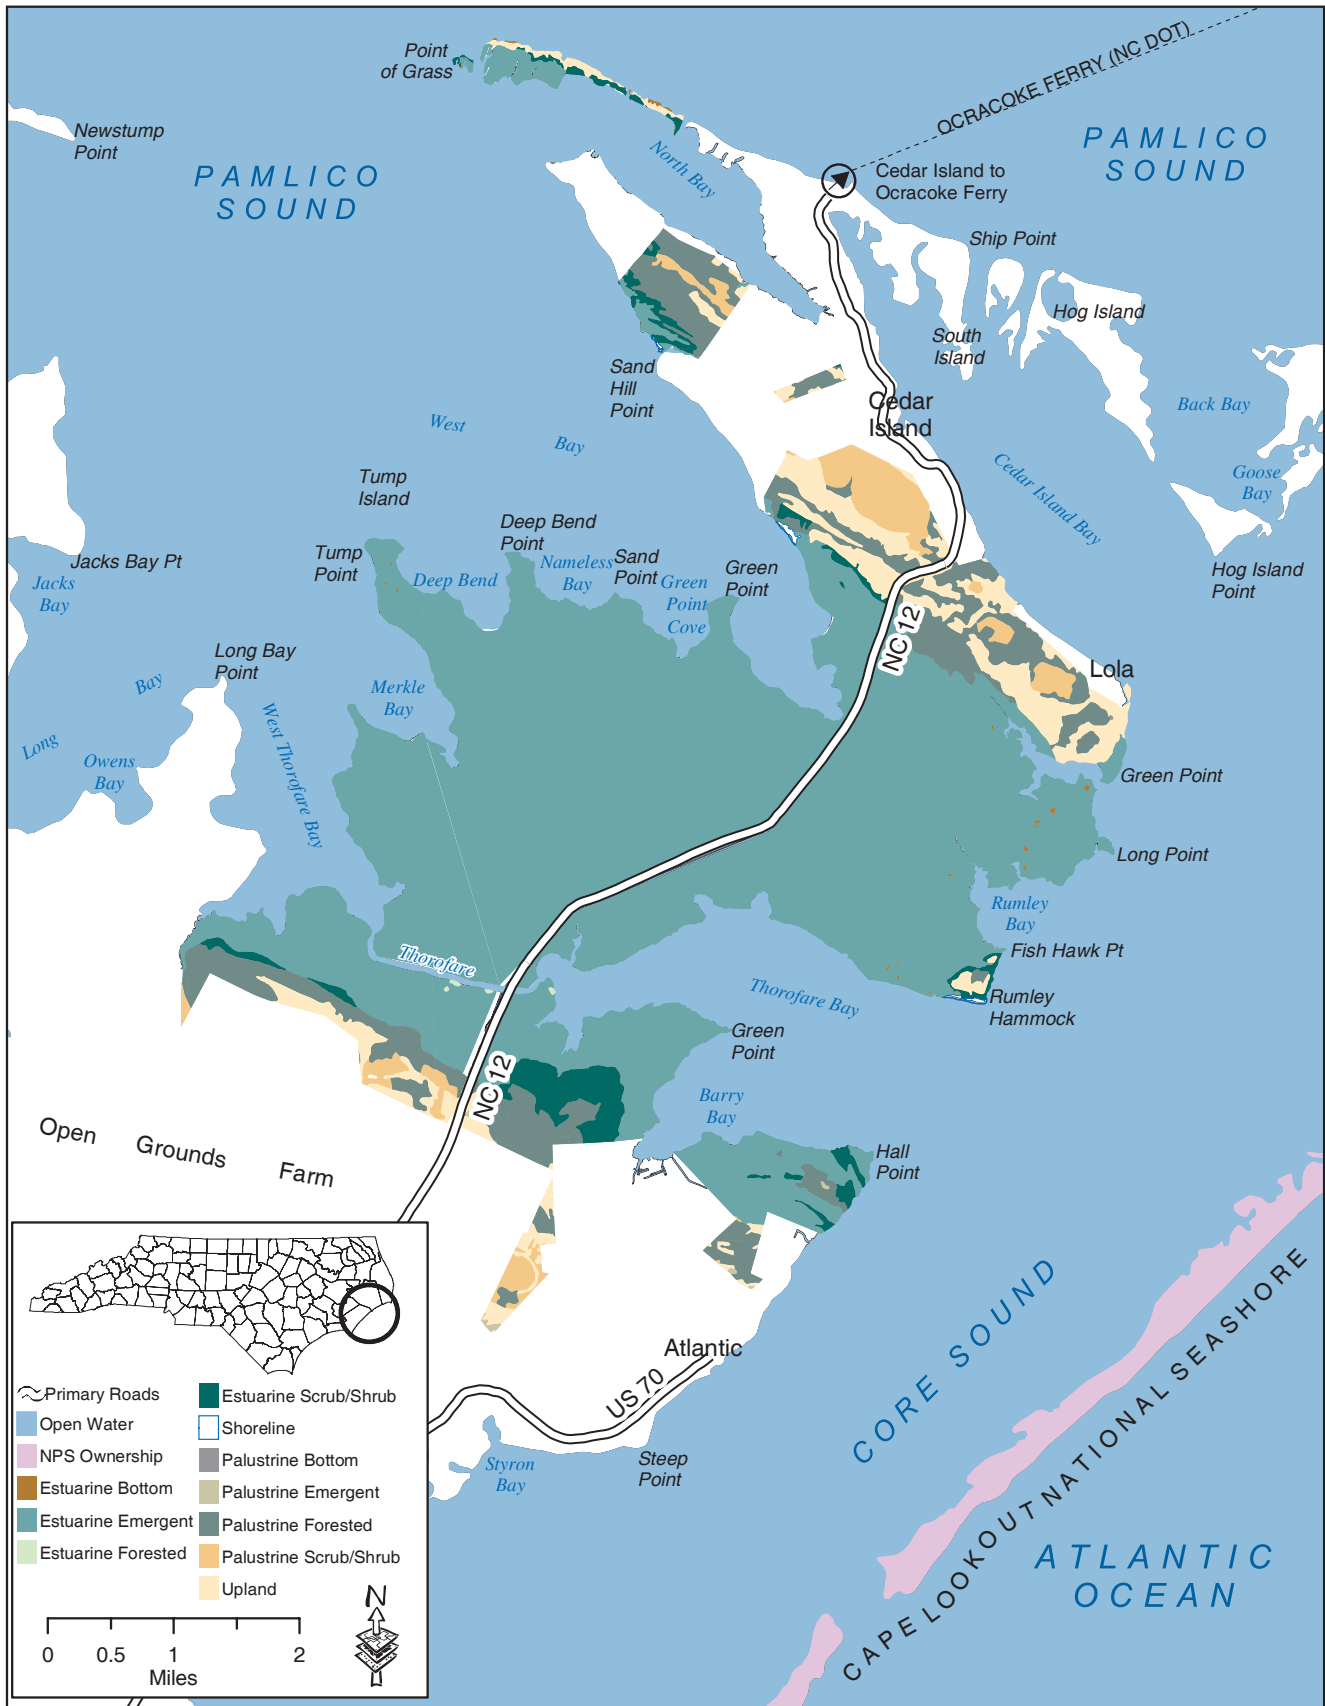 Point
of Grass
OCRACOKE FERRY (NC DOT)
Newstump
Point
PAMLICO
SOUND
PAMLICO
SOUND
North Bay
Cedar Island to
Ocracoke Ferry
Ship Point
Hog Island
South
Island
Sand
Hill
Point
Cedar
Island
Back Bay
West
Bay
Goose
Bay
Cedar Island Bay
Tump
Island
Deep Bend
Point
Tump
Point
Deep Bend
Nameless
Bay
Sand
Point
Green
Point
Cove
Green
Point
Jacks Bay Pt
Jacks
Bay
Hog Island
Point
NC 12
Lola
Long Bay
Point
Long
Bay
Owens
Bay
West Thorofare Bay
Merkle
Bay
Green Point
Long Point
Rumley
Bay
Fish Hawk Pt
Rumley
Hammock
Thorofare
Thorofare Bay
Green
Point
NC 12
Barry
Bay
Hall
Point
Open Grounds Farm
Atlantic
US 70
Steep
Point
Styron
Bay
CORE SOUND
CAPE LOOKOUT NATIONAL SEASHORE
ATLANTIC
OCEAN
Primary Roads
Open Water
NPS Ownership
Estuarine Bottom
Estuarine Emergent
Estuarine Forested
Estuarine Scrub/Shrub
Shoreline
Palustrine Bottom
Palustrine Emergent
Palustrine Forested
Palustrine Scrub/Shrub
Upland
N
0 0.5 1 2
Miles